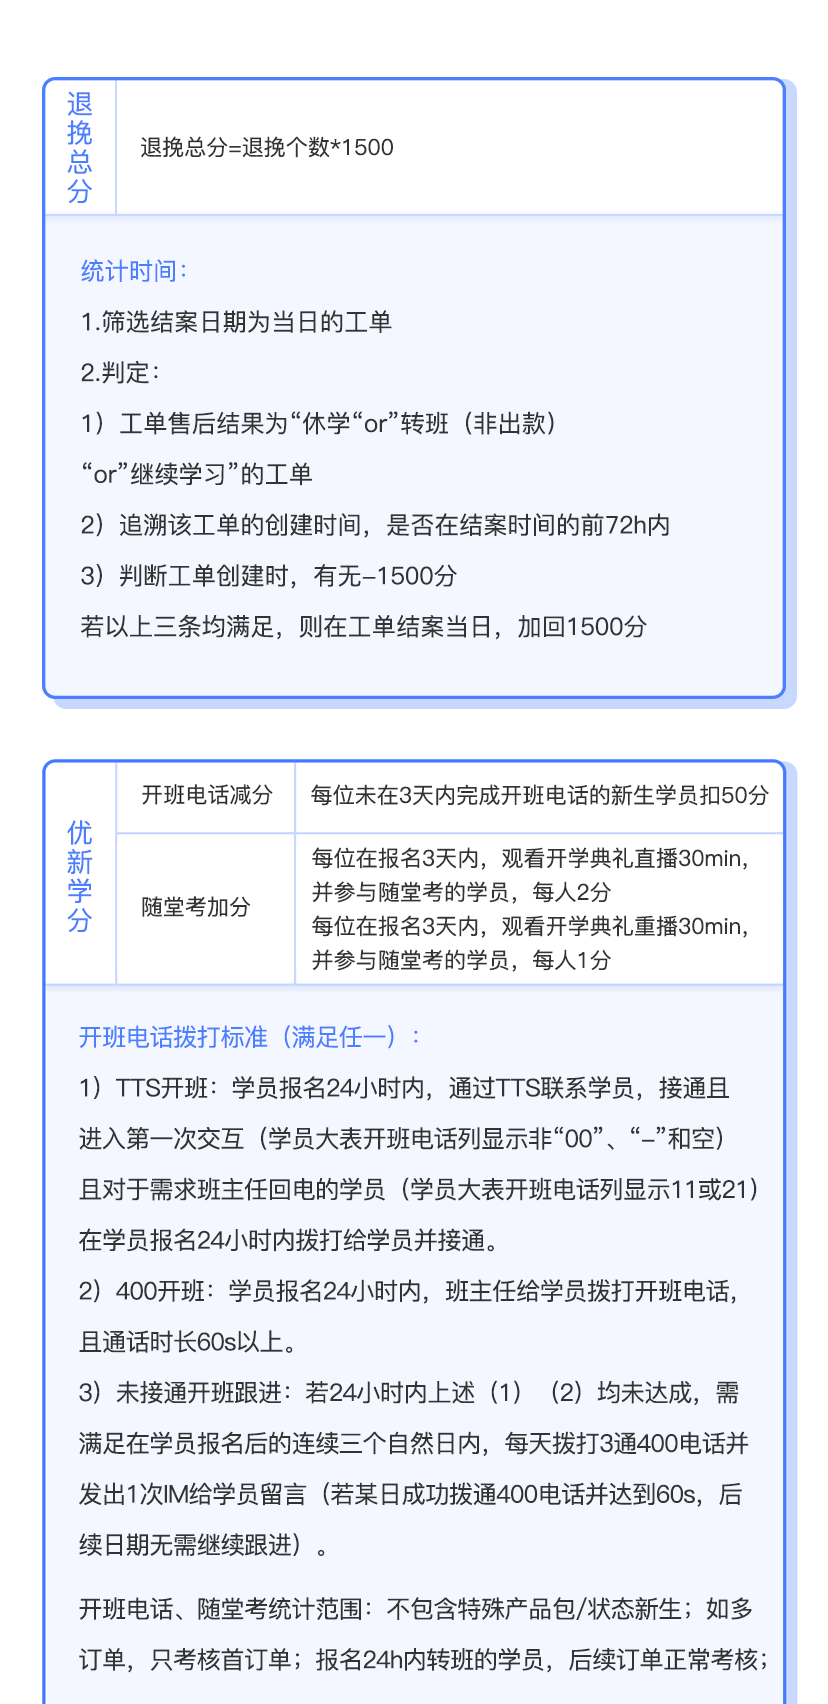 退挽总分
退挽总分=退挽个数*1500
统计时间：
1.筛选结案日期为当日的工单
2.判定：
1）工单售后结果为“休学“or”转班（非出款）
“or”继续学习”的工单
2）追溯该工单的创建时间，是否在结案时间的前72h内
3）判断工单创建时，有无-1500分
若以上三条均满足，则在工单结案当日，加回1500分
优新学分
开班电话减分
每位未在3天内完成开班电话的新生学员扣50分
随堂考加分
每位在报名3天内，观看开学典礼直播30min，
并参与随堂考的学员，每人2分
每位在报名3天内，观看开学典礼重播30min，
并参与随堂考的学员，每人1分
开班电话拨打标准（满足任一）：
1）TTS开班：学员报名24小时内，通过TTS联系学员，接通且
进入第一次交互（学员大表开班电话列显示非“00”、“-”和空）
且对于需求班主任回电的学员（学员大表开班电话列显示11或21）
在学员报名24小时内拨打给学员并接通。
2）400开班：学员报名24小时内，班主任给学员拨打开班电话，
且通话时长60s以上。
3）未接通开班跟进：若24小时内上述（1）（2）均未达成，需
满足在学员报名后的连续三个自然日内，每天拨打3通400电话并
发出1次IM给学员留言（若某日成功拨通400电话并达到60s，后
续日期无需继续跟进）。
开班电话、随堂考统计范围：不包含特殊产品包/状态新生；如多
订单，只考核首订单；报名24h内转班的学员，后续订单正常考核；